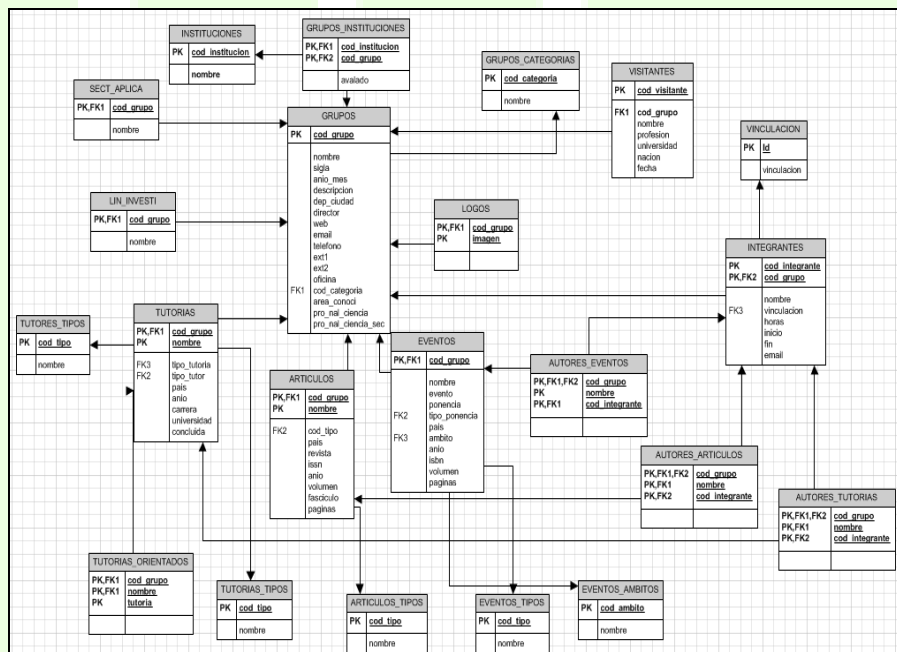 INSTITUCIONES
PK cod_institucion
nombre
GRUPOS_INSTITUCIONES
PK,FK1 cod_institucion
PK,FK2 cod_grupo
avalado
GRUPOS_CATEGORIAS
PK cod_categoria
nombre
VISITANTES
PK cod_visitante
FK1 cod_grupo
nombre
profesion
universidad
nacion
fecha
SECT_APLICA
PK,FK1 cod_grupo
nombre
GRUPOS
PK cod_grupo
nombre
sigla
anio_mes
descripcion
dep_ciudad
director
web
email
telefono
ext1
ext2
oficina
FK1 cod_categoria
area_conoci
pro_nal_ciencia
pro_nal_ciencia_sec
VINCULACION
PK Id
vinculacion
LIN_INVESTI
PK,FK1 cod_grupo
nombre
LOGOS
PK,FK1 cod_grupo
PK imagen
INTEGRANTES
PK cod_integrante
PK,FK2 cod_grupo
nombre
FK3 vinculacion
horas
inicio
fin
email
TUTORES_TIPOS
PK cod_tipo
nombre
TUTORIAS
PK,FK1 cod_grupo
PK nombre
FK3 tipo_tutoria
FK2 tipo_tutor
pais
anio
carrera
universidad
concluida
ARTICULOS
PK,FK1 cod_grupo
PK nombre
FK2 cod_tipo
pais
revista
issn
anio
volumen
fasciculo
paginas
EVENTOS
PK,FK1 cod_grupo
nombre
evento
ponencia
FK2 tipo_ponencia
pais
FK3 ambito
anio
isbn
volumen
paginas
AUTORES_EVENTOS
PK,FK1,FK2 cod_grupo
PK nombre
PK,FK1 cod_integrante
AUTORES_ARTICULOS
PK,FK1,FK2 cod_grupo
PK,FK1 nombre
PK,FK2 cod_integrante
AUTORES_TUTORIAS
PK,FK1,FK2 cod_grupo
PK,FK1 nombre
PK,FK2 cod_integrante
TUTORIAS_ORIENTADOS
PK,FK1 cod_grupo
PK,FK1 nombre
PK tutoria
TUTORIAS_TIPOS
PK cod_tipo
nombre
ARTICULOS_TIPOS
PK cod_tipo
nombre
EVENTOS_TIPOS
PK cod_tipo
nombre
EVENTOS_AMBITOS
PK cod_ambito
nombre